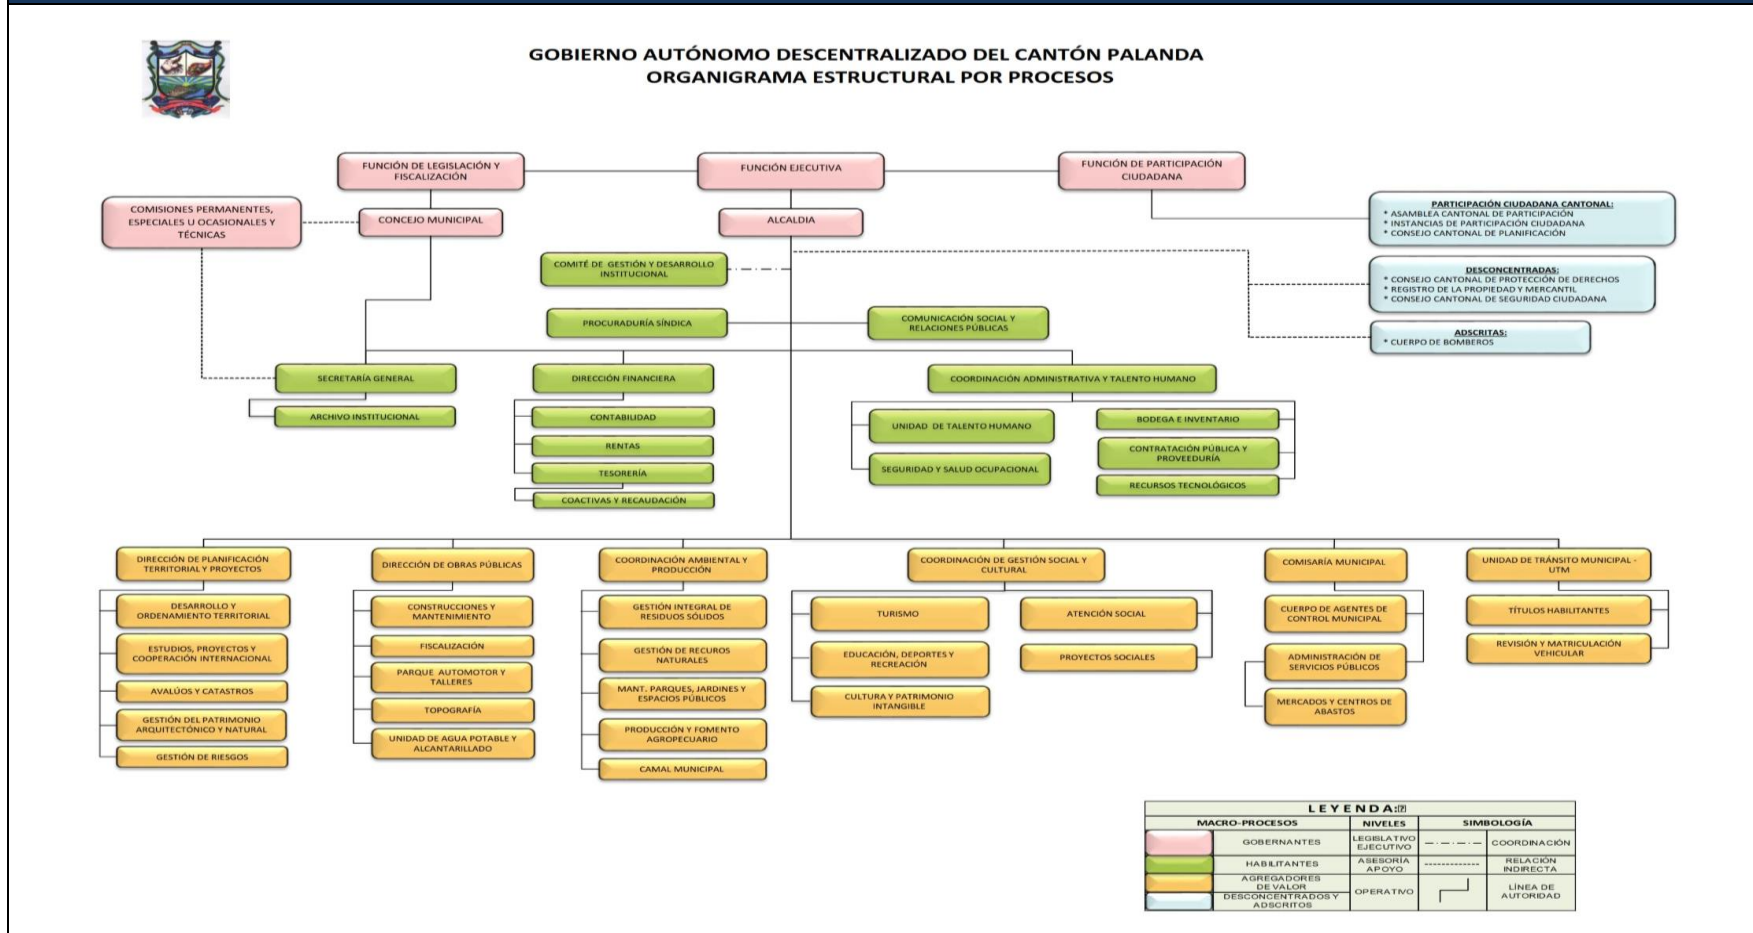 GOBIERNO AUTÓNOMO DESCENTRALIZADO DEL CANTÓN PALANDA
ORGANIGRAMA ESTRUCTURAL POR PROCESOS
FUNCIÓN DE LEGISLACIÓN Y
FISCALIZACIÓN
FUNCIÓN EJECUTIVA
FUNCIÓN DE PARTICIPACIÓN
CIUDADANA
COMISIONES PERMANENTES,
ESPECIALES U OCASIONALES Y
TÉCNICAS
CONCEJO MUNICIPAL
ALCALDIA
PARTICIPACIÓN CIUDADANA CANTONAL:
* ASAMBLEA CANTONAL DE PARTICIPACIÓN
* INSTANCIAS DE PARTICIPACIÓN CIUDADANA
* CONSEJO CANTONAL DE PLANIFICACIÓN
COMITÉ DE GESTIÓN Y DESARROLLO
INSTITUCIONAL
DESCONCENTRADAS:
* CONSEJO CANTONAL DE PROTECCIÓN DE DERECHOS
* REGISTRO DE LA PROPIEDAD Y MERCANTIL
* CONSEJO CANTONAL DE SEGURIDAD CIUDADANA
PROCURADURÍA SÍNDICA
COMUNICACIÓN SOCIAL Y
RELACIONES PÚBLICAS
ADSCRITAS:
* CUERPO DE BOMBEROS
SECRETARÍA GENERAL
ARCHIVO INSTITUCIONAL
DIRECCIÓN FINANCIERA
CONTABILIDAD
RENTAS
TESORERÍA
COACTIVAS Y RECAUDACIÓN
COORDINACIÓN ADMINISTRATIVA Y TALENTO HUMANO
UNIDAD DE TALENTO HUMANO
SEGURIDAD Y SALUD OCUPACIONAL
BODEGA E INVENTARIO
CONTRATACIÓN PÚBLICA Y
PROVEEDURÍA
RECURSOS TECNOLÓGICOS
DIRECCIÓN DE PLANIFICACIÓN
TERRITORIAL Y PROYECTOS
DESARROLLO Y
ORDENAMIENTO TERRITORIAL
ESTUDIOS, PROYECTOS Y
COOPERACIÓN INTERNACIONAL
AVALÚOS Y CATASTROS
GESTIÓN DEL PATRIMONIO
ARQUITECTÓNICO Y NATURAL
GESTIÓN DE RIESGOS
DIRECCIÓN DE OBRAS PÚBLICAS
CONSTRUCCIONES Y
MANTENIMIENTO
FISCALIZACIÓN
PARQUE AUTOMOTOR Y
TALLERES
TOPOGRAFÍA
UNIDAD DE AGUA POTABLE Y
ALCANTARILLADO
COORDINACIÓN AMBIENTAL Y
PRODUCCIÓN
GESTIÓN INTEGRAL DE
RESIDUOS SÓLIDOS
GESTIÓN DE RECUROS
NATURALES
MANT. PARQUES, JARDINES Y
ESPACIOS PÚBLICOS
PRODUCCIÓN Y FOMENTO
AGROPECUARIO
CAMAL MUNICIPAL
COORDINACIÓN DE GESTIÓN SOCIAL Y
CULTURAL
TURISMO
EDUCACIÓN, DEPORTES Y
RECREACIÓN
CULTURA Y PATRIMONIO
INTANGIBLE
ATENCIÓN SOCIAL
PROYECTOS SOCIALES
COMISARÍA MUNICIPAL
CUERPO DE AGENTES DE
CONTROL MUNICIPAL
ADMINISTRACIÓN DE
SERVICIOS PÚBLICOS
MERCADOS Y CENTROS DE
ABASTOS
UNIDAD DE TRÁNSITO MUNICIPAL -
UTM
TÍTULOS HABILITANTES
REVISIÓN Y MATRICULACIÓN
VEHICULAR
L E Y E N D A:
MACRO-PROCESOS NIVELES SIMBOLOGÍA
GOBERNANTES
LEGISLATIVO
EJECUTIVO
COORDINACIÓN
HABILITANTES
ASESORÍA
APOYO
RELACIÓN
INDIRECTA
AGREGADORES
DE VALOR
DESCONCENTRADOS Y
ADSCRITOS
OPERATIVO
LÍNEA DE
AUTORIDAD